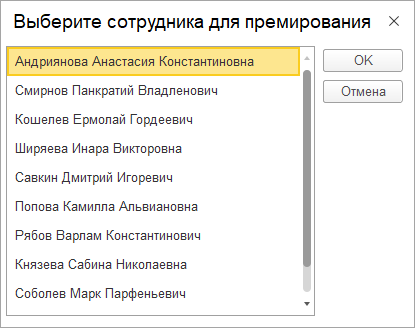 Выберите сотрудника для премирования
Андриянова Анастасия Константиновна
OK
Смирнов Панкратий Владленович
Отмена
Кошелев Ермолай Гордеевич
Ширяева Инара Викторовна
Савкин Дмитрий Игоревич
Попова Камилла Альвиановна
Рябов Варлам Константинович
Князева Сабина Николаевна
Соболев Марк Парфеньевич